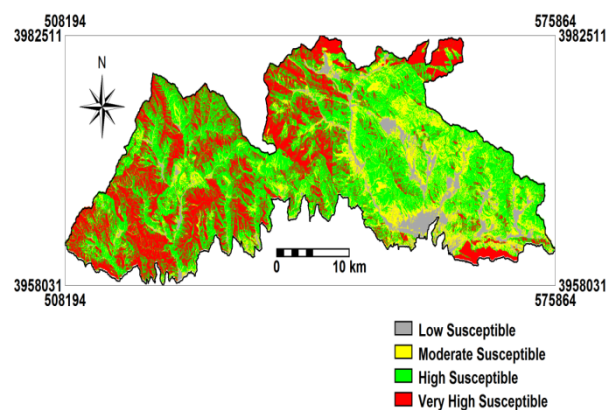 508194 575864
3982511 3982511
N
0 10 km
3958031 3958031
508194 575864
Low Susceptible
Moderate Susceptible
High Susceptible
Very High Susceptible